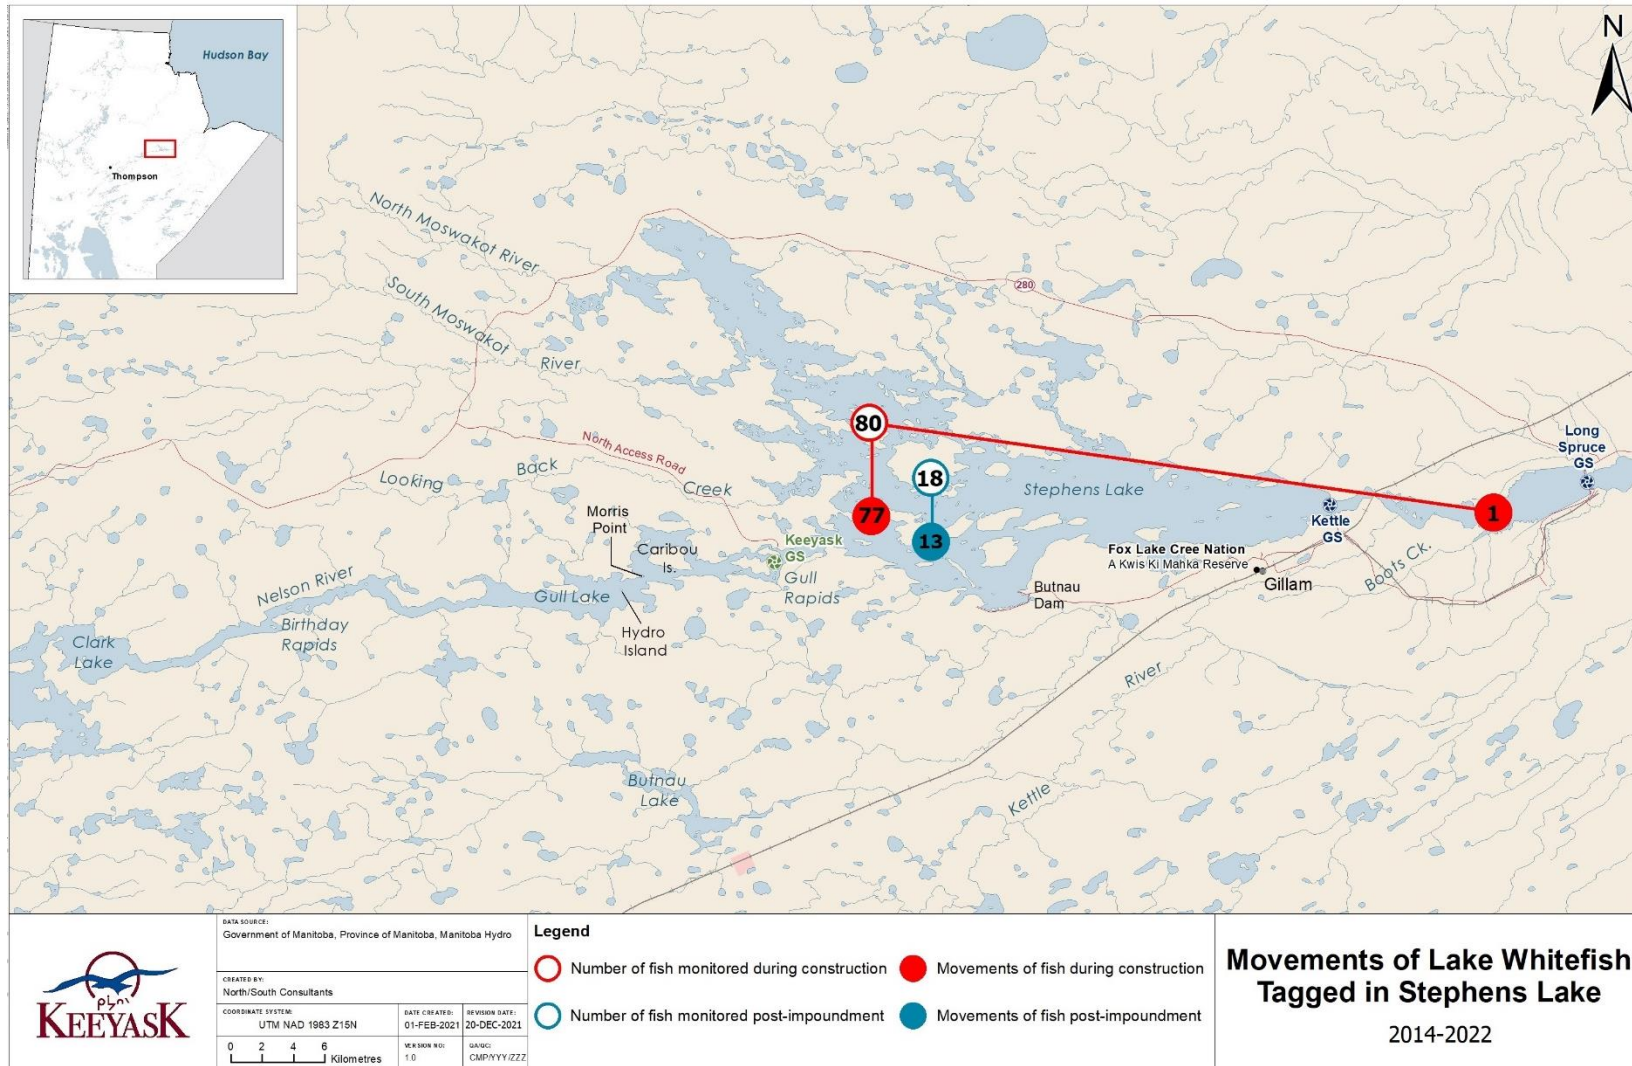 Hudson Bay
Thompson
N
North Moswakot River
South Moswakot
River
280
North Access Road
Looking
Back
Creek
80
18
77
13
1
Stephens Lake
Long
Spruce
GS
Kettle
GS
Morris
Point
Caribou
Is.
Keeyask
GS
Gull
Rapids
Fox Lake Cree Nation
A Kwis Ki Mahka Reserve
Gillam
Boots Ck.
Butnau
Dam
Nelson River
Gull Lake
Birthday
Rapids
Clark
Lake
Hydro
Island
River
Kettle
Butnau
Lake
ᑭᔭᐢᐠ
KEEYASK
DATA SOURCE:
Government of Manitoba, Province of Manitoba, Manitoba Hydro
CREATED BY:
North/South Consultants
COORDINATE SYSTEM:
UTM NAD 1983 Z15N
DATE CREATED:
01-FEB-2021
REVISION DATE:
20-DEC-2021
0 2 4 6
Kilometres
VERSION NO:
1.0
QA/QC:
CMP/YYY/ZZZ
Legend
Number of fish monitored during construction
Movements of fish during construction
Number of fish monitored post-impoundment
Movements of fish post-impoundment
Movements of Lake Whitefish
Tagged in Stephens Lake
2014-2022